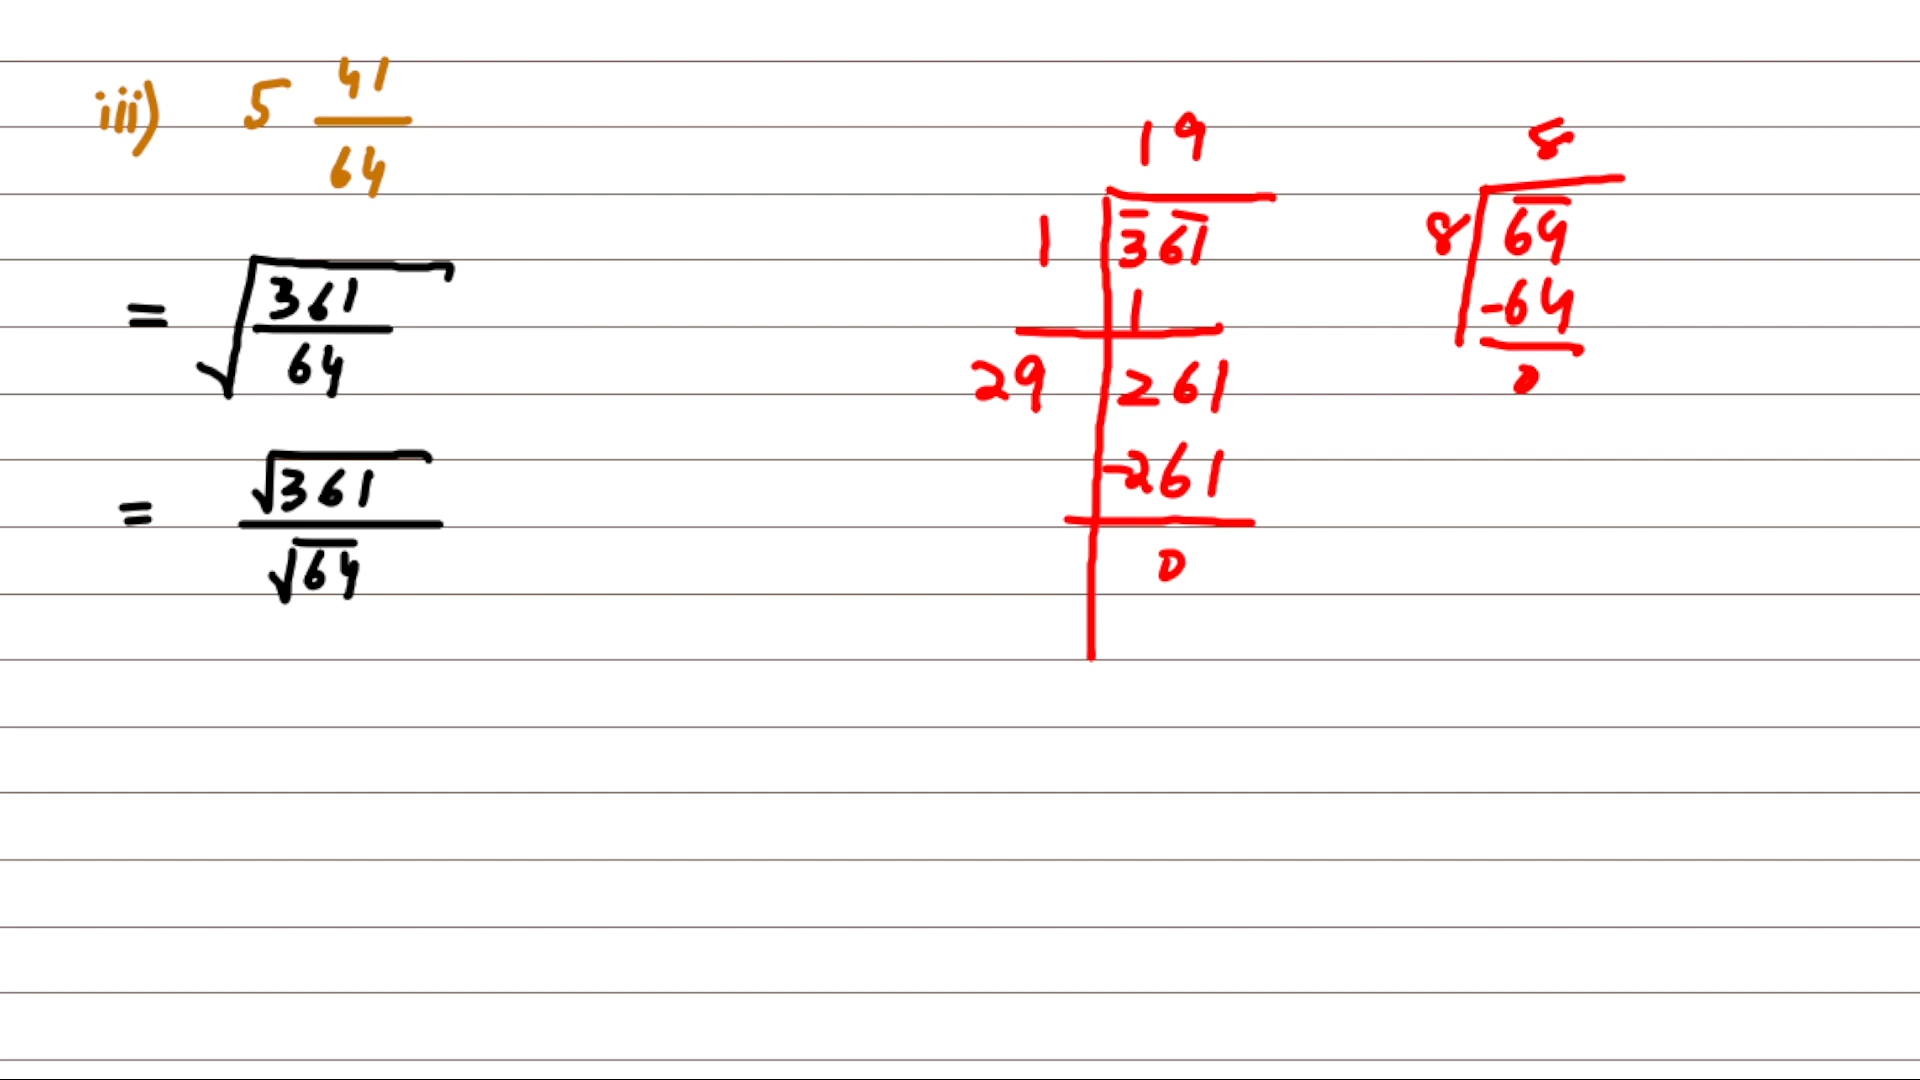 iii) 5 41/64
= √(361/64)
= √361/√64
19
1 | 361
1
29 | 261
-261
0
8
8 | 64
-64
0